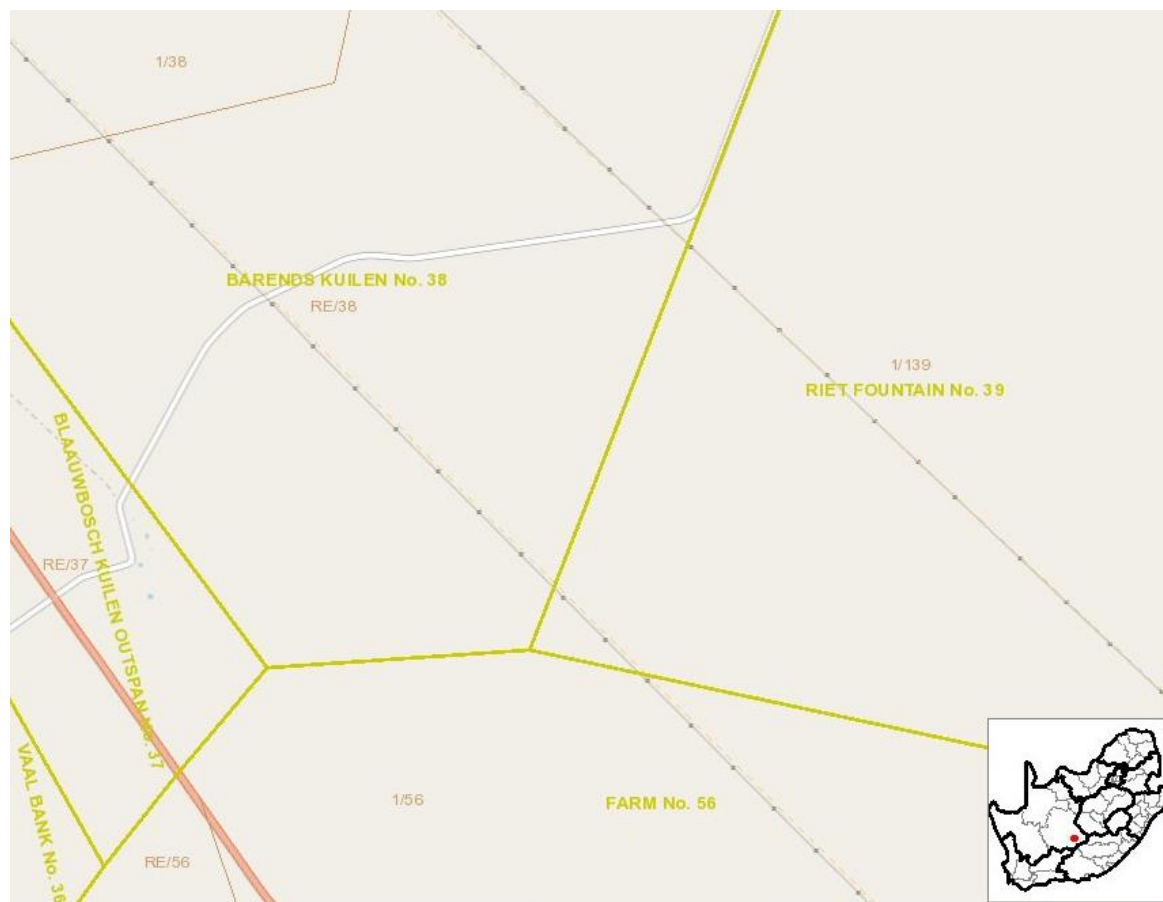 1/38
BARENDS KUILEN No. 38
RE/38
1/139
RIET FOUNTAIN No. 39
BLAAUWBOSCH KUILEN OUTSPAN No. 37
RE/37
VAAL BANK No. 36
1/56
FARM No. 56
RE/56